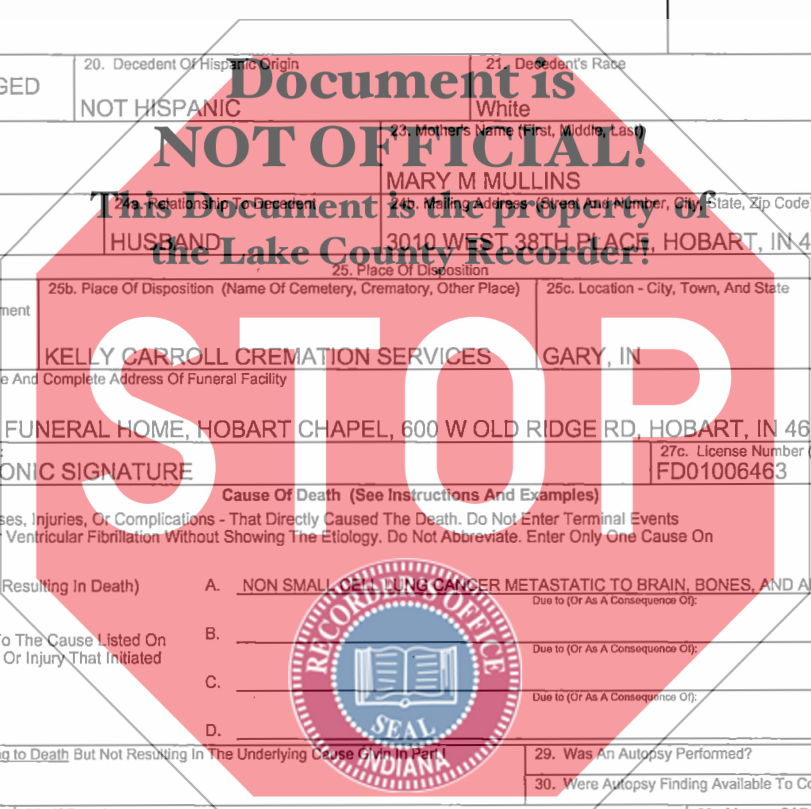 20. Decedent Of Hispanic Origin
21. Decedent's Race
GED
NOT HISPANIC
White
Document is
NOT OFFICIAL!
23. Mother's Name (First, Middle, Last)
MARY M MULLINS
This Document is the property of
the Lake County Recorder!
24a. Relationship To Decedent
24b. Mailing Address (Street And Number, City, State, Zip Code
HUSBAND
3010 WEST 38TH PLACE, HOBART, IN 4
25. Place Of Disposition
25b. Place Of Disposition (Name Of Cemetery, Crematory, Other Place)
25c. Location - City, Town, And State
ment
KELLY CARROLL CREMATION SERVICES
GARY, IN
STOP
e And Complete Address Of Funeral Facility
FUNERAL HOME, HOBART CHAPEL, 600 W OLD RIDGE RD, HOBART, IN 46
27c. License Number (
ONIC SIGNATURE
FD01006463
Cause Of Death (See Instructions And Examples)
ses, Injuries, Or Complications - That Directly Caused The Death. Do Not Enter Terminal Events
Ventricular Fibrillation Without Showing The Etiology. Do Not Abbreviate. Enter Only One Cause On
Resulting In Death)
A. NON SMALL CELL LUNG CANCER METASTATIC TO BRAIN, BONES, AND A
Due to (Or As A Consequence Of):
To The Cause Listed On
B.
Or Injury That Initiated
Due to (Or As A Consequence Of):
C.
Due to (Or As A Consequence Of):
D.
RECORDER'S OFFICE
SEAL
INDIANA
g to Death But Not Resulting In The Underlying Cause Givin In Part I
29. Was An Autopsy Performed?
30. Were Autopsy Finding Available To Co